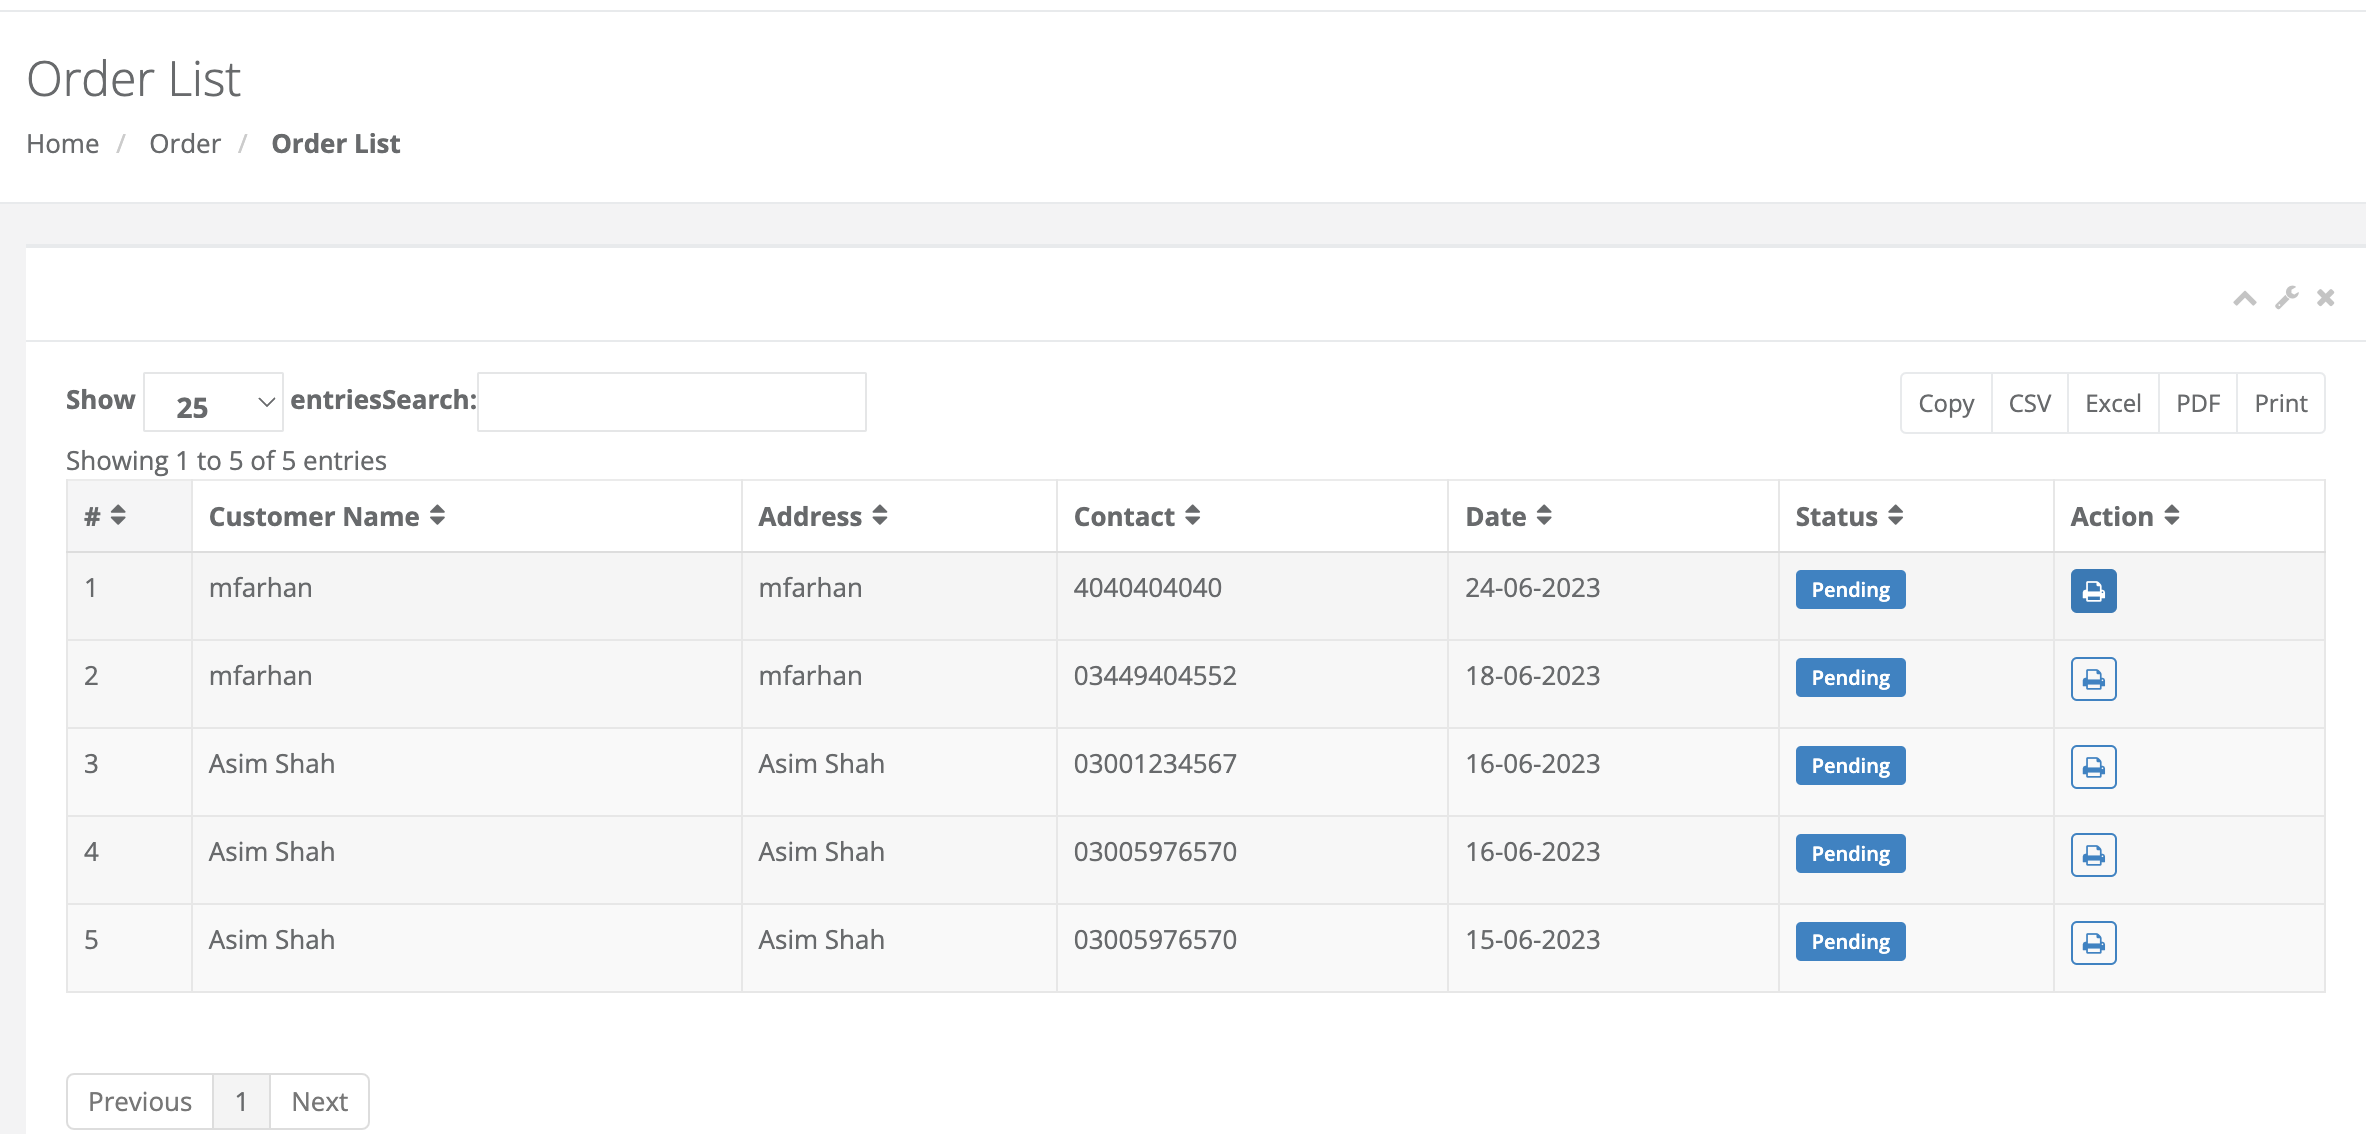 Order List
Home / Order / Order List
Show 25 entriesSearch:
Copy CSV Excel PDF Print
Showing 1 to 5 of 5 entries
# Customer Name Address Contact Date Status Action
1 mfarhan mfarhan 4040404040 24-06-2023 Pending
2 mfarhan mfarhan 03449404552 18-06-2023 Pending
3 Asim Shah Asim Shah 03001234567 16-06-2023 Pending
4 Asim Shah Asim Shah 03005976570 16-06-2023 Pending
5 Asim Shah Asim Shah 03005976570 15-06-2023 Pending
Previous 1 Next